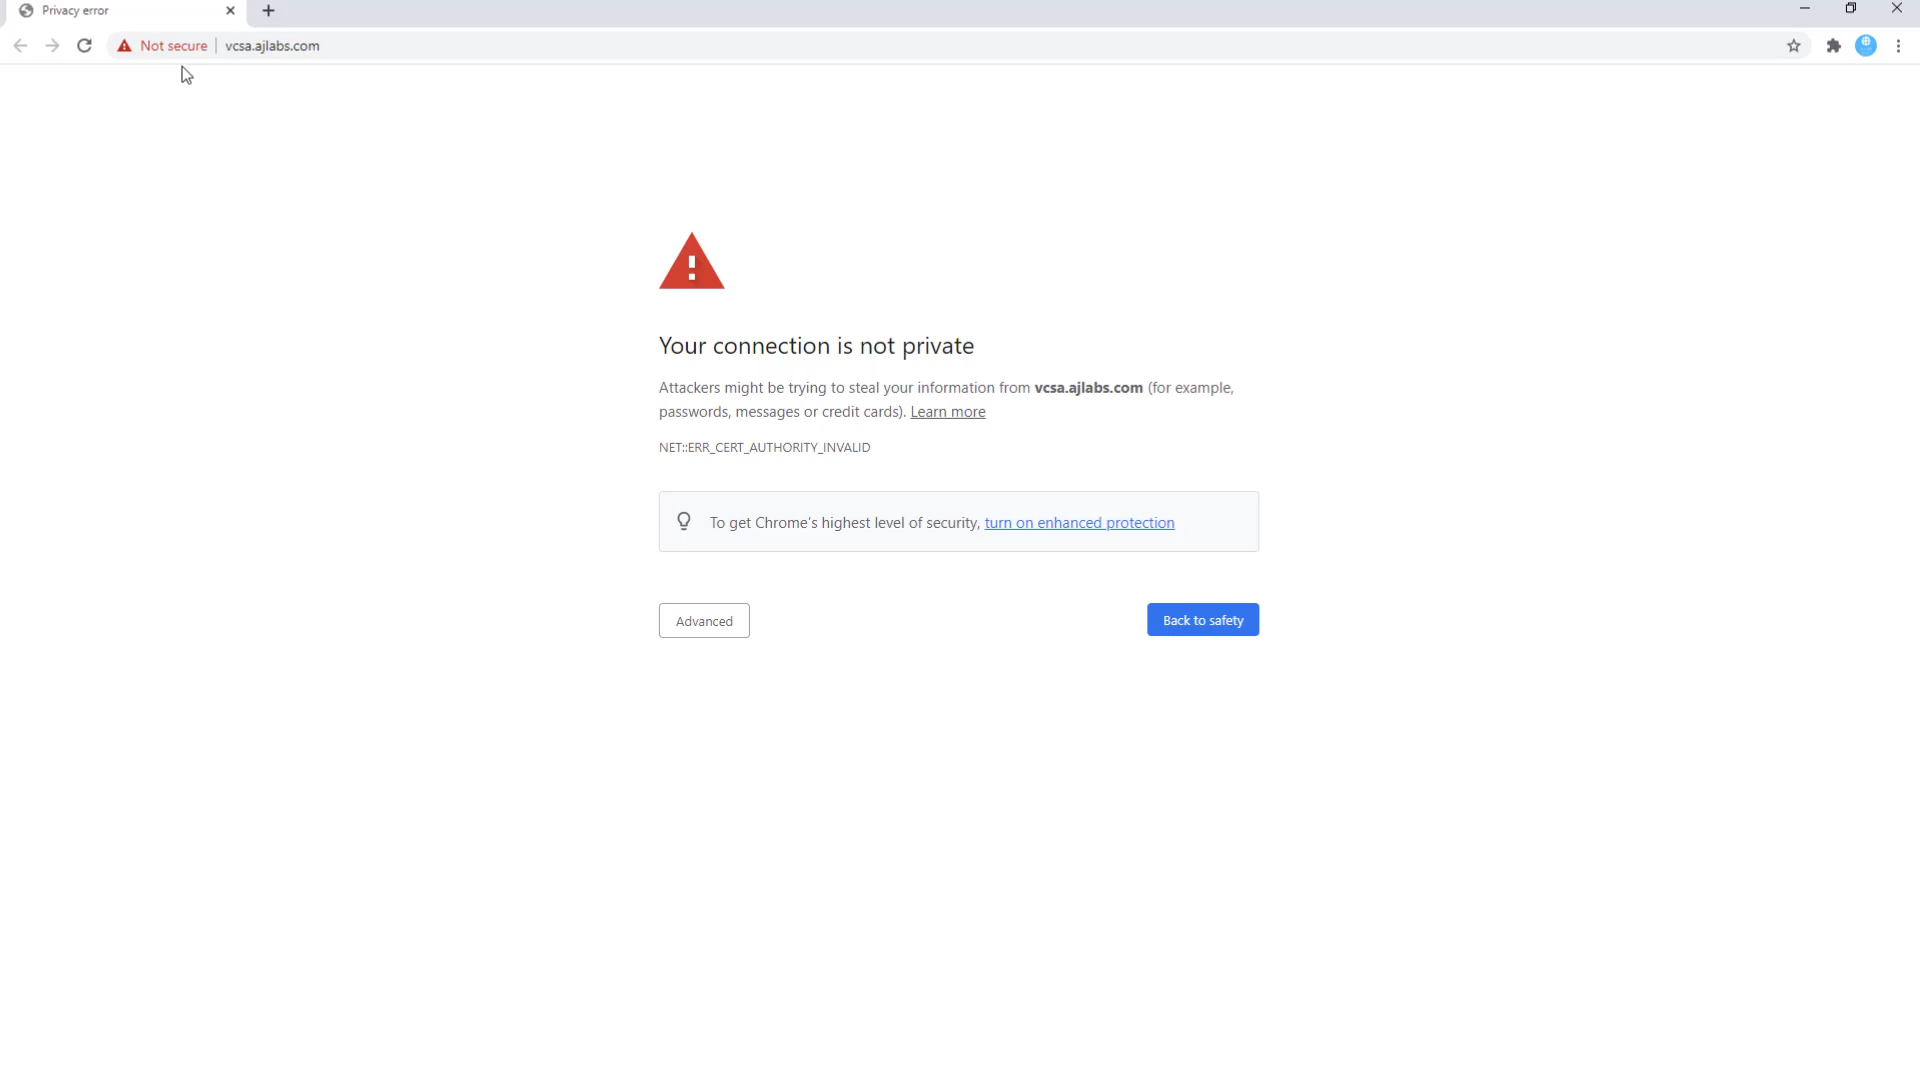 Privacy error
Not secure vcsa.ajlabs.com
Your connection is not private
Attackers might be trying to steal your information from vcsa.ajlabs.com (for example,
passwords, messages or credit cards). Learn more
NET::ERR_CERT_AUTHORITY_INVALID
To get Chrome's highest level of security, turn on enhanced protection
Advanced
Back to safety